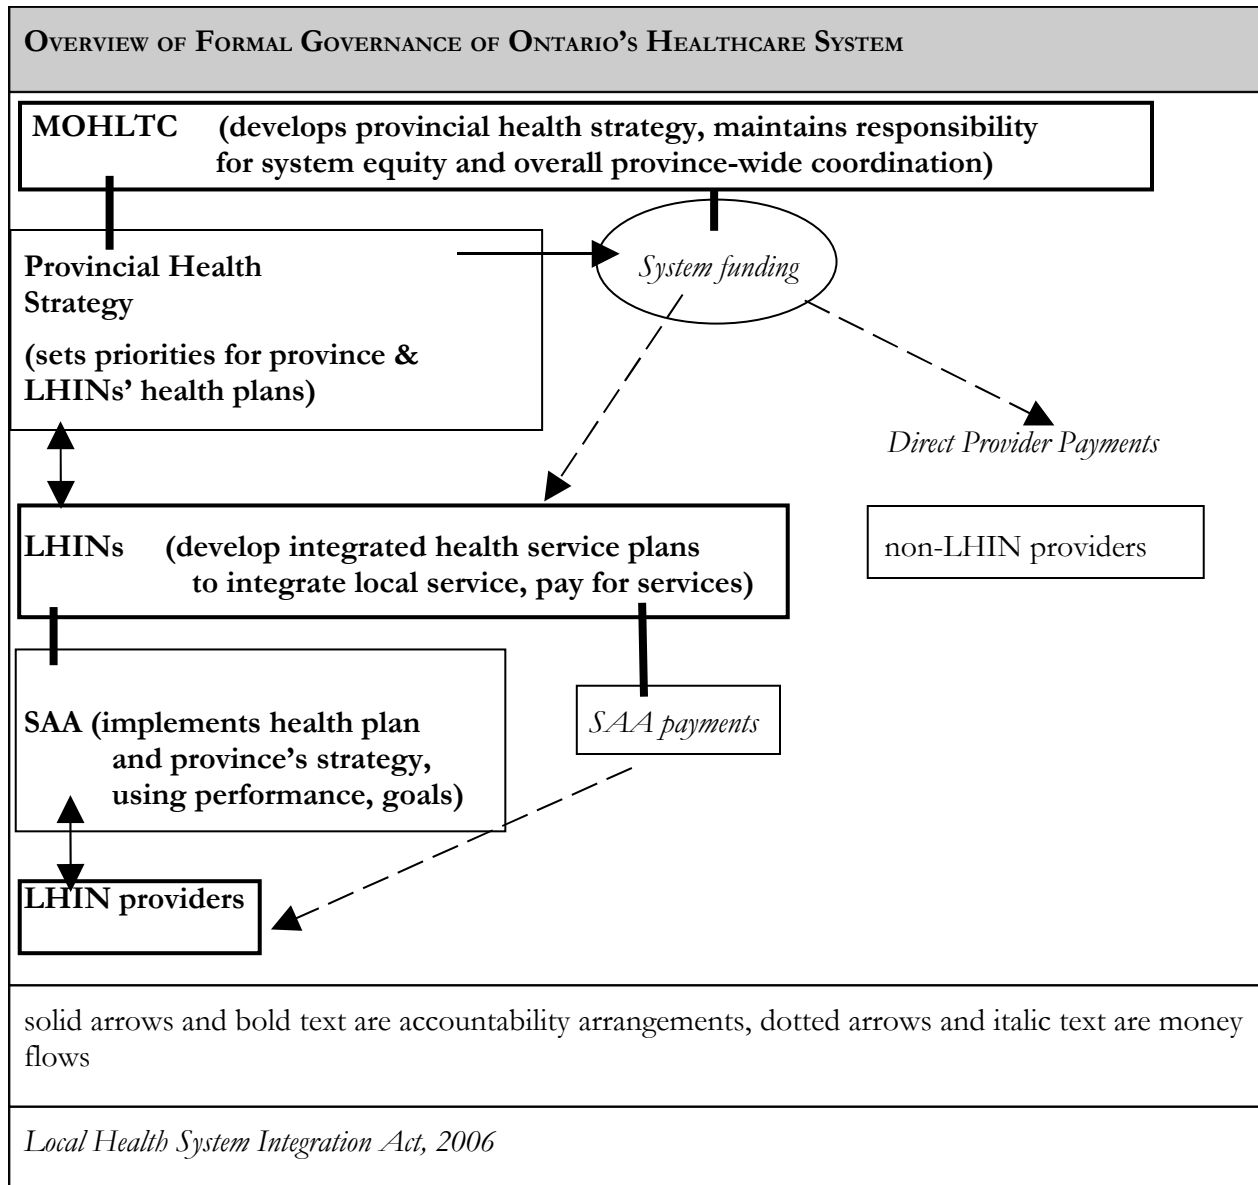 OVERVIEW OF FORMAL GOVERNANCE OF ONTARIO'S HEALTHCARE SYSTEM
MOHLTC (develops provincial health strategy, maintains responsibility
for system equity and overall province-wide coordination)
System funding
Provincial Health
Strategy
(sets priorities for province &
LHINs' health plans)
Direct Provider Payments
LHINs (develop integrated health service plans
to integrate local service, pay for services)
non-LHIN providers
SAA (implements health plan
and province's strategy,
using performance, goals)
SAA payments
LHIN providers
solid arrows and bold text are accountability arrangements, dotted arrows and italic text are money
flows
Local Health System Integration Act, 2006